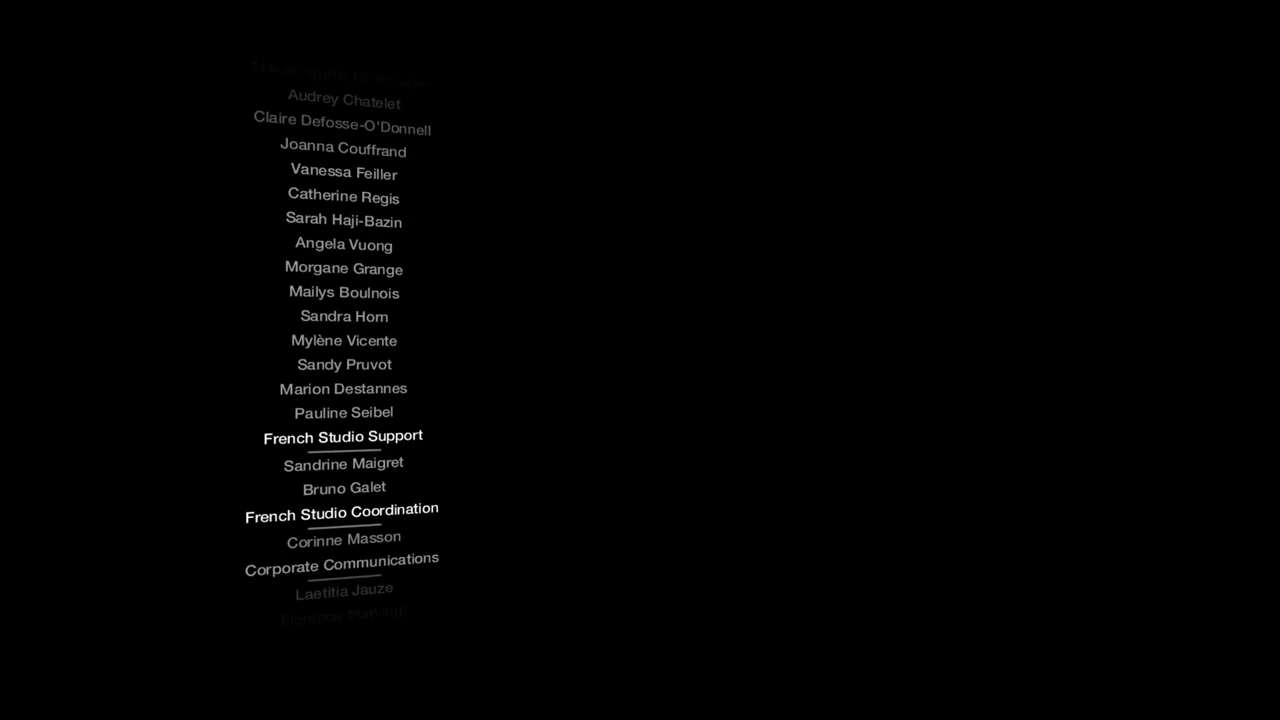 Audrey Chatelet
Claire Defosse-O'Donnell
Joanna Couffrand
Vanessa Feiller
Catherine Regis
Sarah Haji-Bazin
Angela Vuong
Morgane Grange
Mailys Boulnois
Sandra Horn
Mylène Vicente
Sandy Pruvot
Marion Destannes
Pauline Seibel
French Studio Support
Sandrine Maigret
Bruno Galet
French Studio Coordination
Corinne Masson
Corporate Communications
Laetitia Jauze
Florence